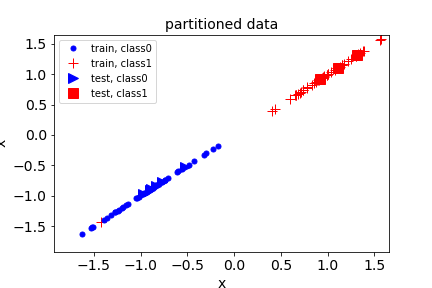 partitioned data
1.5
1.0
0.5
0.0
−0.5
−1.0
−1.5
x
train, class0
train, class1
test, class0
test, class1
−1.5 −1.0 −0.5 0.0 0.5 1.0 1.5
x